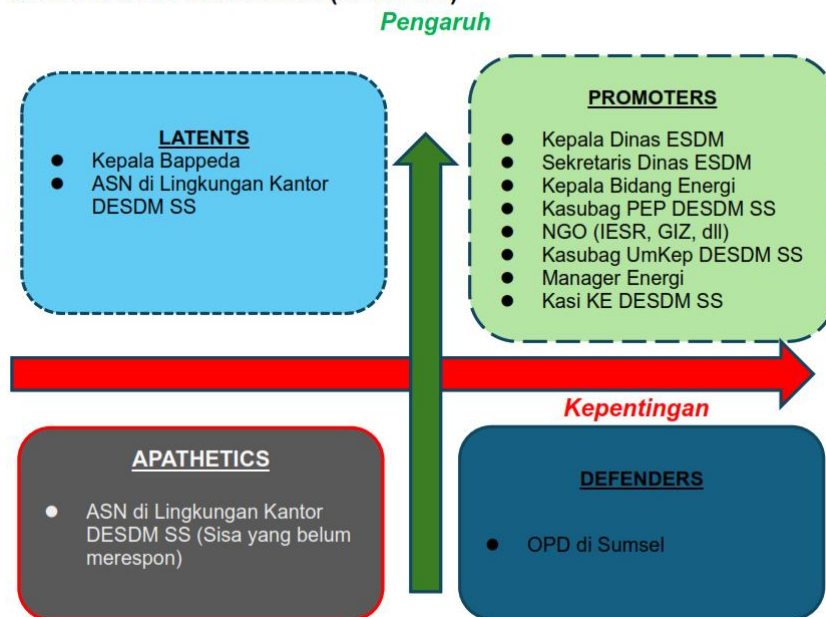 Pengaruh
LATENTS
● Kepala Bappeda
● ASN di Lingkungan Kantor
DESDM SS
PROMOTERS
● Kepala Dinas ESDM
● Sekretaris Dinas ESDM
● Kepala Bidang Energi
● Kasubag PEP DESDM SS
● NGO (IESR, GIZ, dll)
● Kasubag UmKep DESDM SS
● Manager Energi
● Kasi KE DESDM SS
Kepentingan
APATHETICS
● ASN di Lingkungan Kantor
DESDM SS (Sisa yang belum
merespon)
DEFENDERS
● OPD di Sumsel